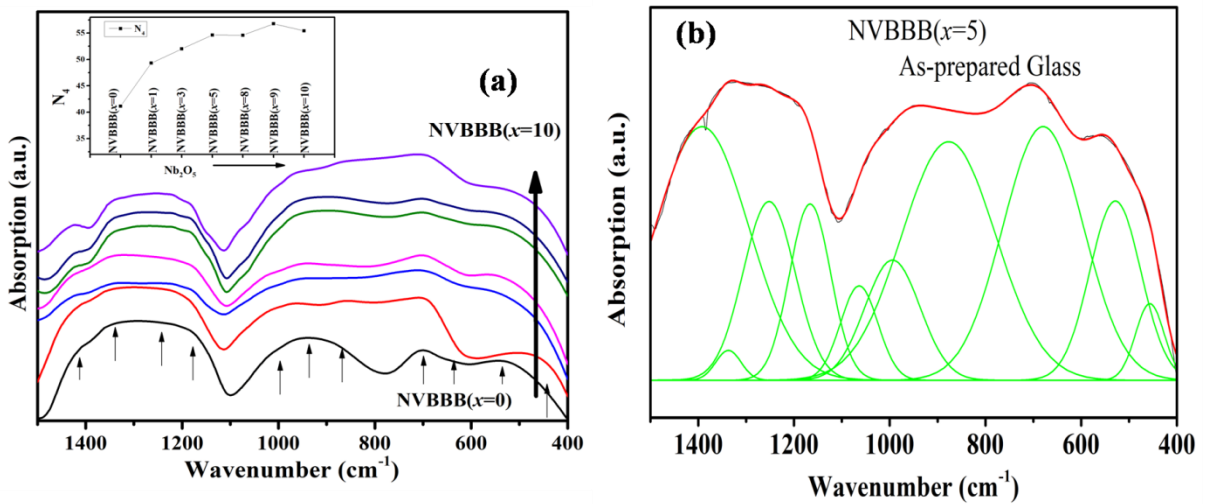 55
50
45
40
35
N₄
N₄
NVBBB(x=0)
NVBBB(x=1)
NVBBB(x=3)
NVBBB(x=5)
NVBBB(x=8)
NVBBB(x=9)
NVBBB(x=10)
Nb₂O₅
(a)
NVBBB(x=10)
NVBBB(x=0)
Absorption (a.u.)
1400 1200 1000 800 600 400
Wavenumber (cm⁻¹)
(b)
NVBBB(x=5)
As-prepared Glass
Absorption (a.u.)
1400 1200 1000 800 600 400
Wavenumber (cm⁻¹)